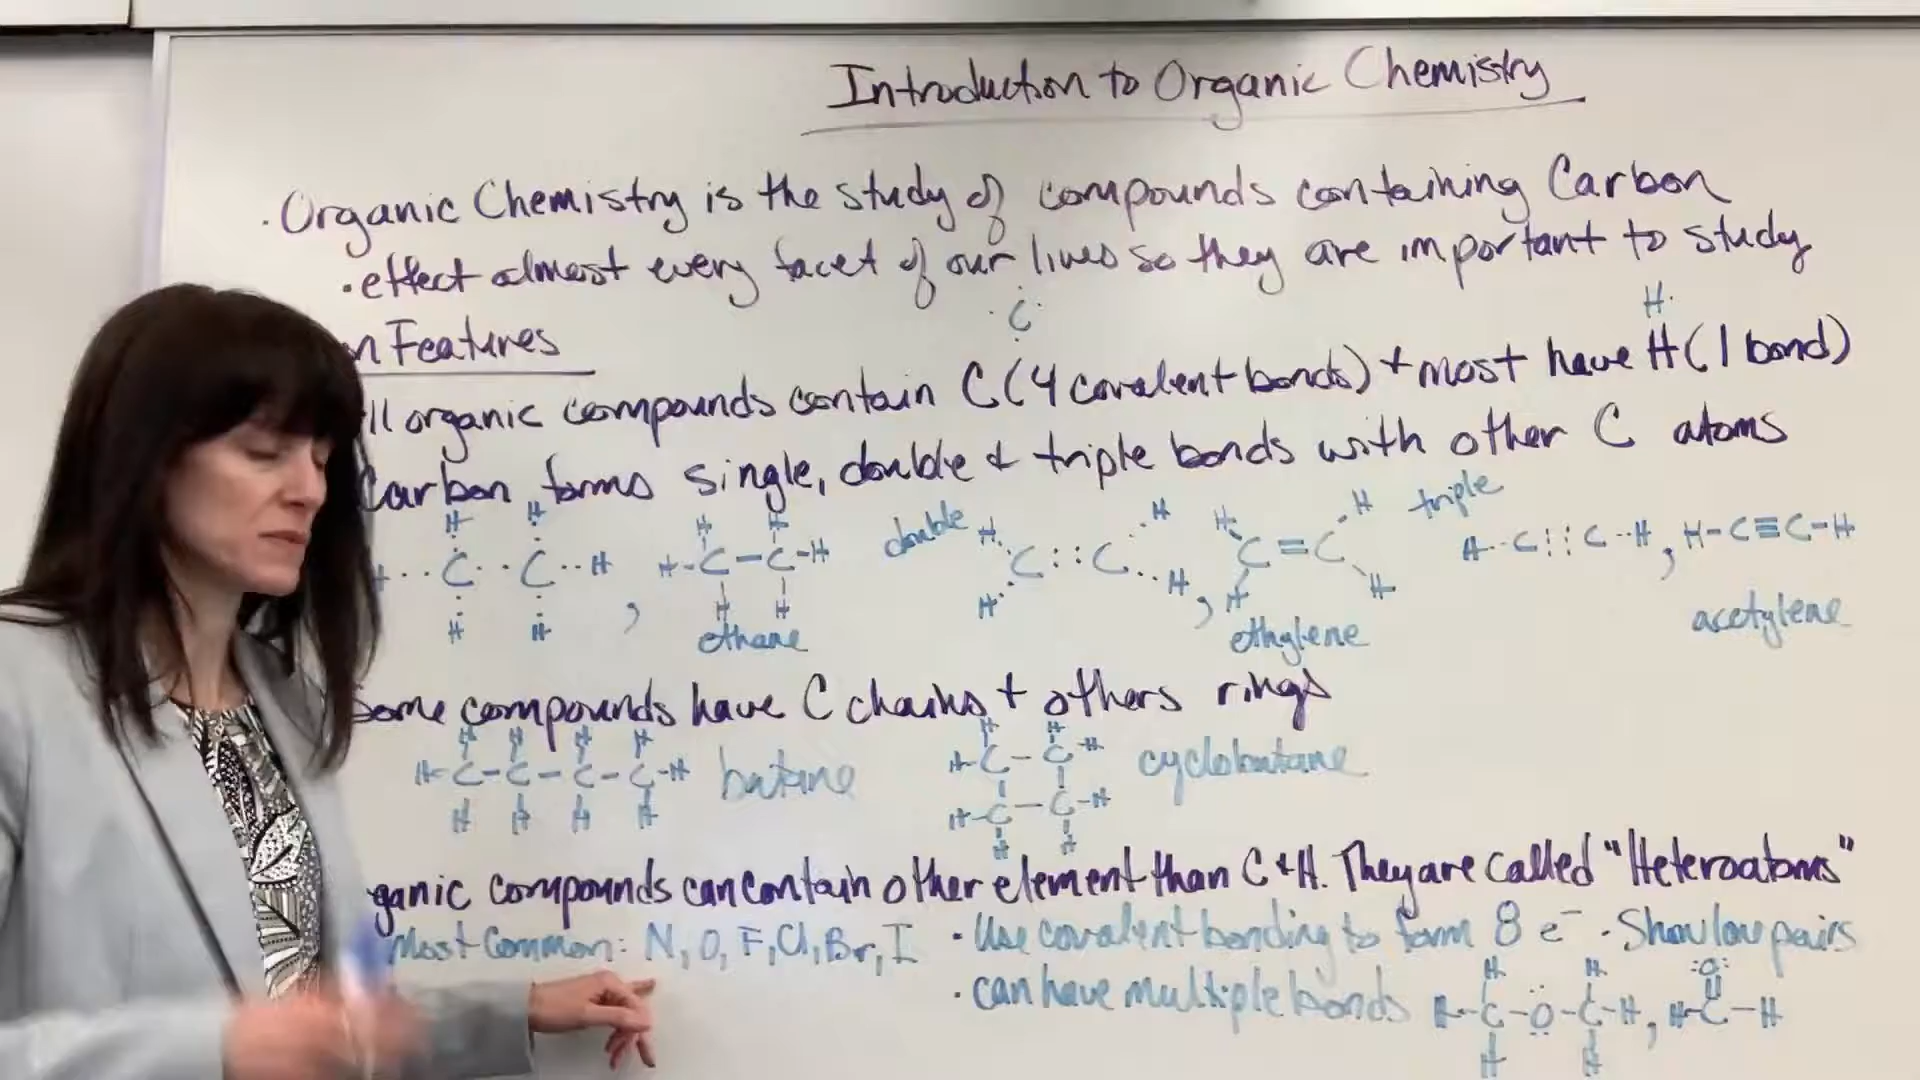 Introduction to Organic Chemistry
· Organic Chemistry is the study of compounds containing Carbon
· effect almost every facet of our lives so they are important to study
·C· H·
n Features
ll organic compounds contain C (4 covalent bonds) + most have H (1 bond)
Carbon forms single, double + triple bonds with other C atoms
H H H H double H H H H triple
·· C ·· C ·· H H-C-C-H C :: C C=C H·· C ⋮⋮ C ·· H , H-C≡C-H
H H , H H H H , H H
ethane ethylene acetylene
Some compounds have C chains + others rings
H H H H H H
H-C-C-C-C-H butane H-C-C-H cyclobutane
H H H H H-C-C-H
H H
ganic compounds can contain other element than C + H. They are called "Heteroatoms"
Most Common: N, O, F, Cl, Br, I · Use covalent bonding to form 8 e⁻ · Show lone pairs
· can have multiple bonds
H H :O:
H-C-O-C-H , H-C-H
H H